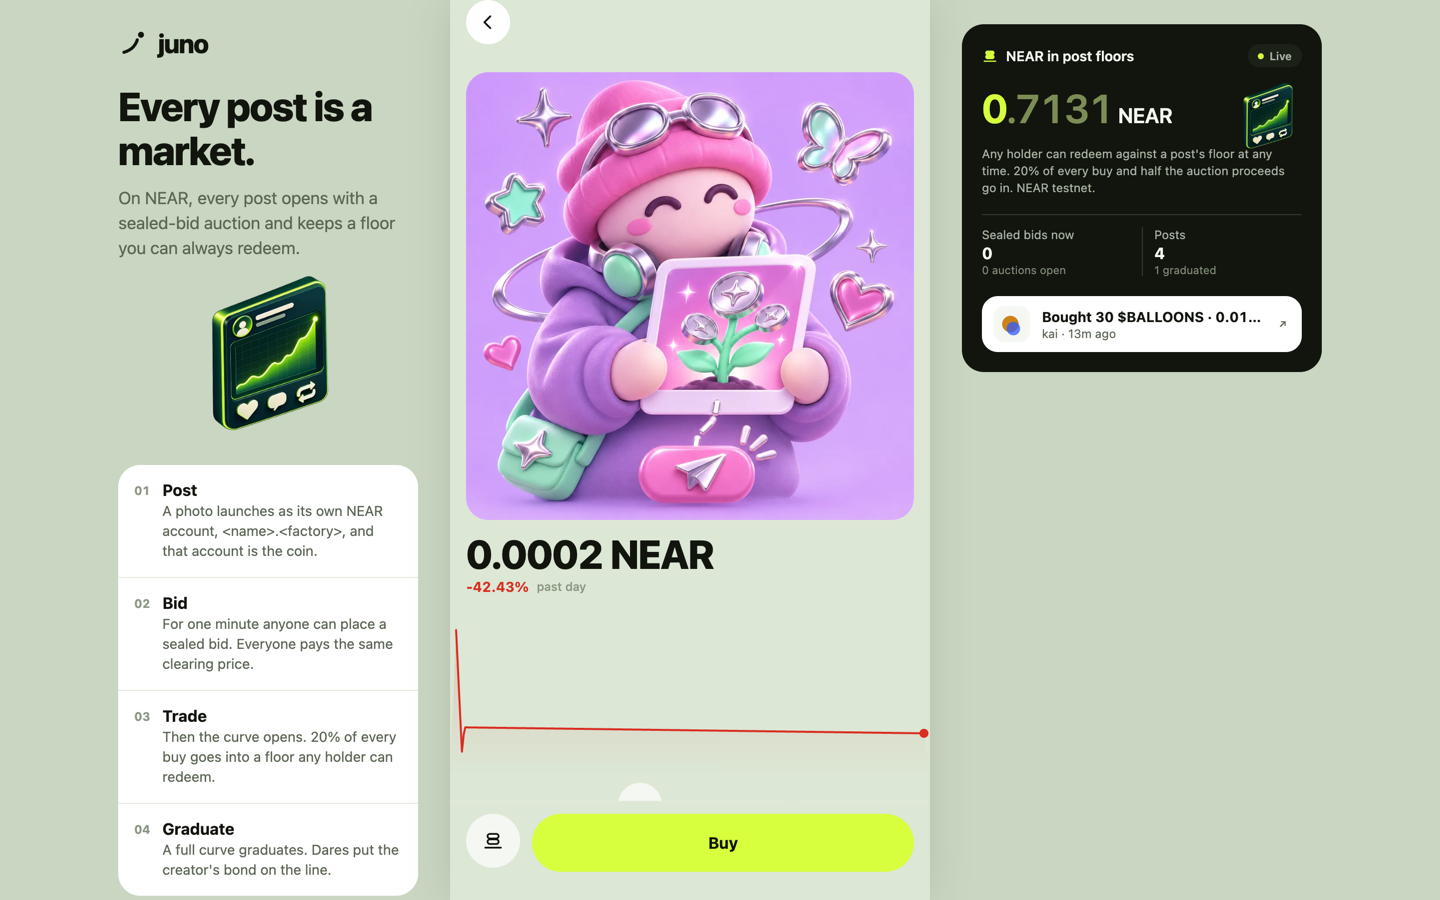 juno
Every post is a
market.
On NEAR, every post opens with a
sealed-bid auction and keeps a floor
you can always redeem.
01 Post
A photo launches as its own NEAR
account, <name>.<factory>, and
that account is the coin.
02 Bid
For one minute anyone can place a
sealed bid. Everyone pays the same
clearing price.
03 Trade
Then the curve opens. 20% of every
buy goes into a floor any holder can
redeem.
04 Graduate
A full curve graduates. Dares put the
creator's bond on the line.
0.0002 NEAR
-42.43% past day
Buy
NEAR in post floors
Live
0.7131 NEAR
Any holder can redeem against a post's floor at any
time. 20% of every buy and half the auction proceeds
go in. NEAR testnet.
Sealed bids now
0
0 auctions open
Posts
4
1 graduated
Bought 30 $BALLOONS · 0.01...
kai · 13m ago